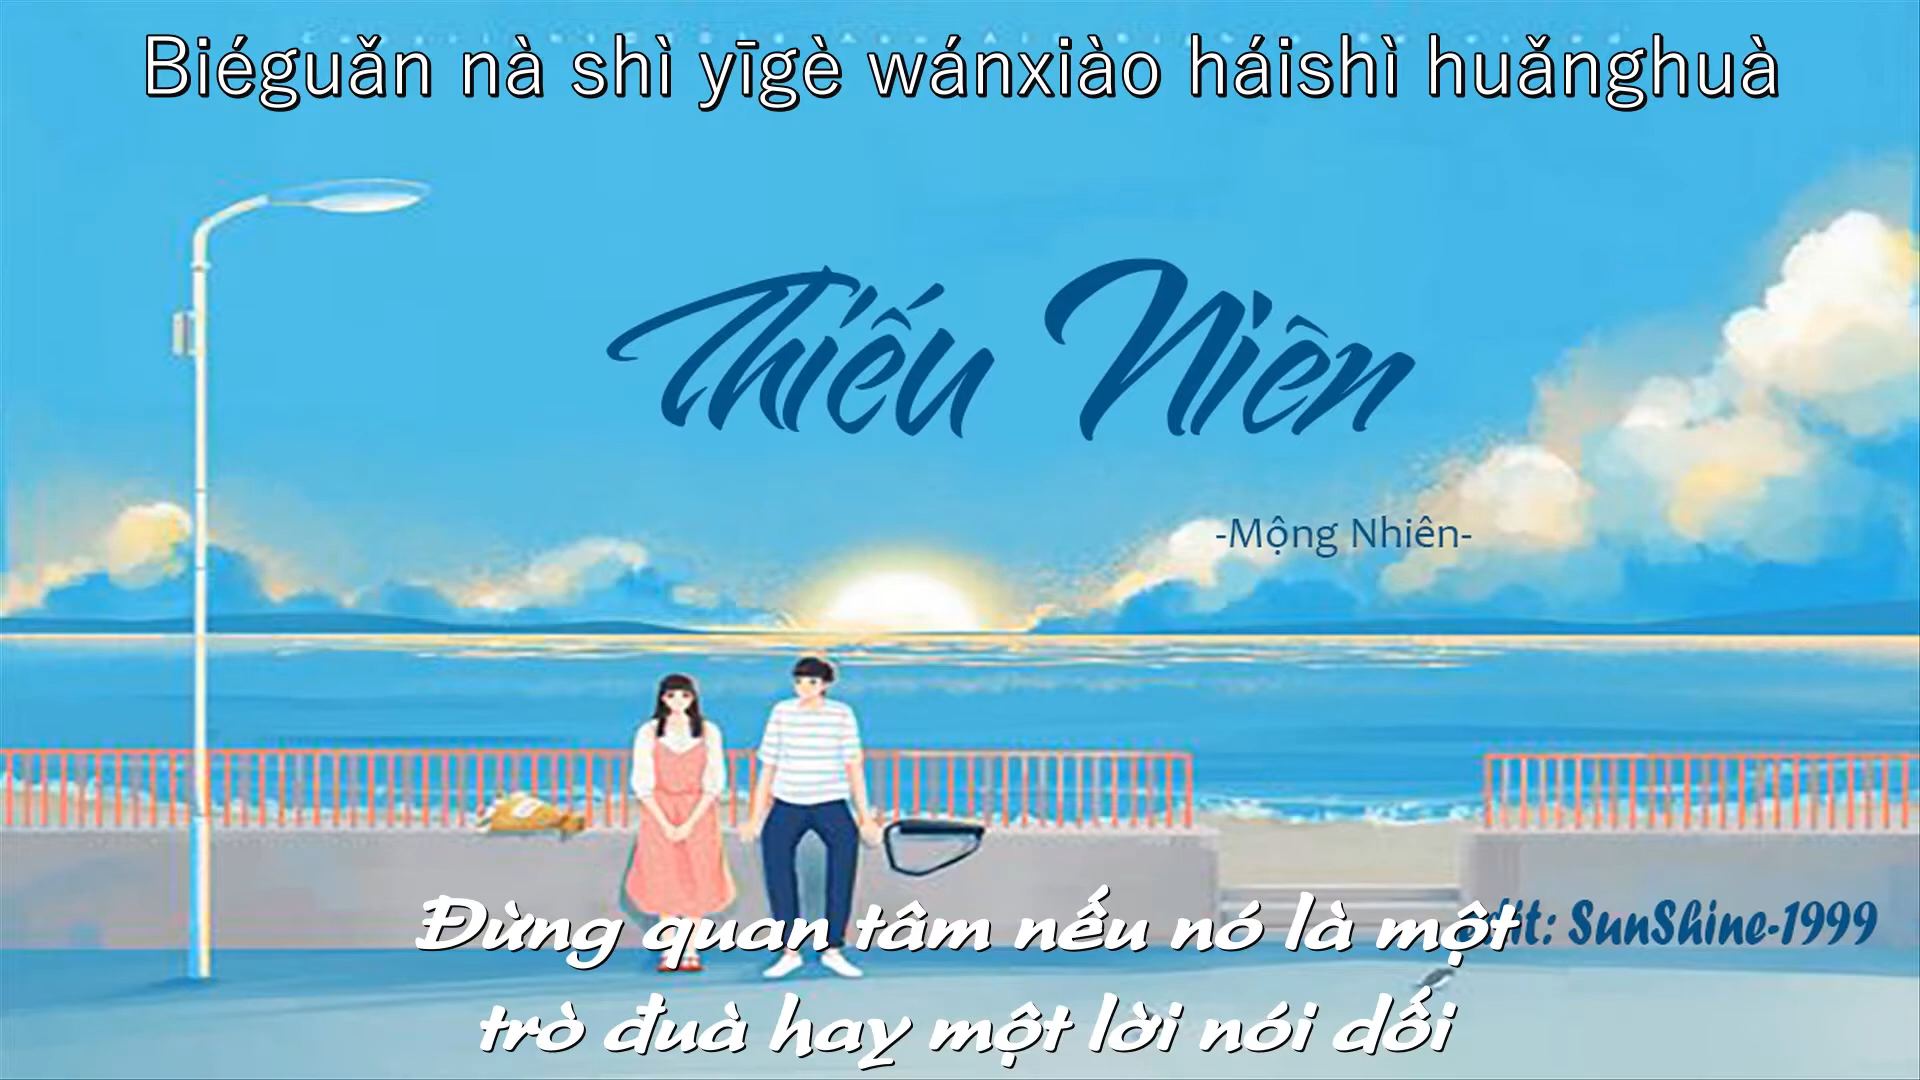 Biéguǎn nà shì yīgè wánxiào háishì huǎnghuà
Thiếu Niên
-Mộng Nhiên-
Đừng quan tâm nếu nó là một
trò đuà hay một lời nói dối
SunShine-1999